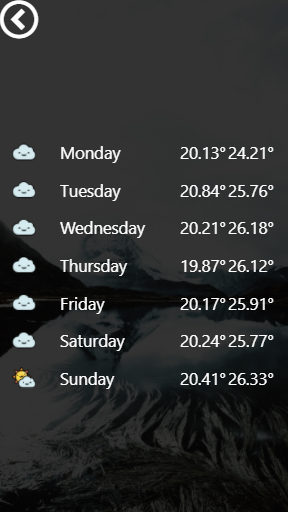 Monday 20.13° 24.21°
Tuesday 20.84° 25.76°
Wednesday 20.21° 26.18°
Thursday 19.87° 26.12°
Friday 20.17° 25.91°
Saturday 20.24° 25.77°
Sunday 20.41° 26.33°